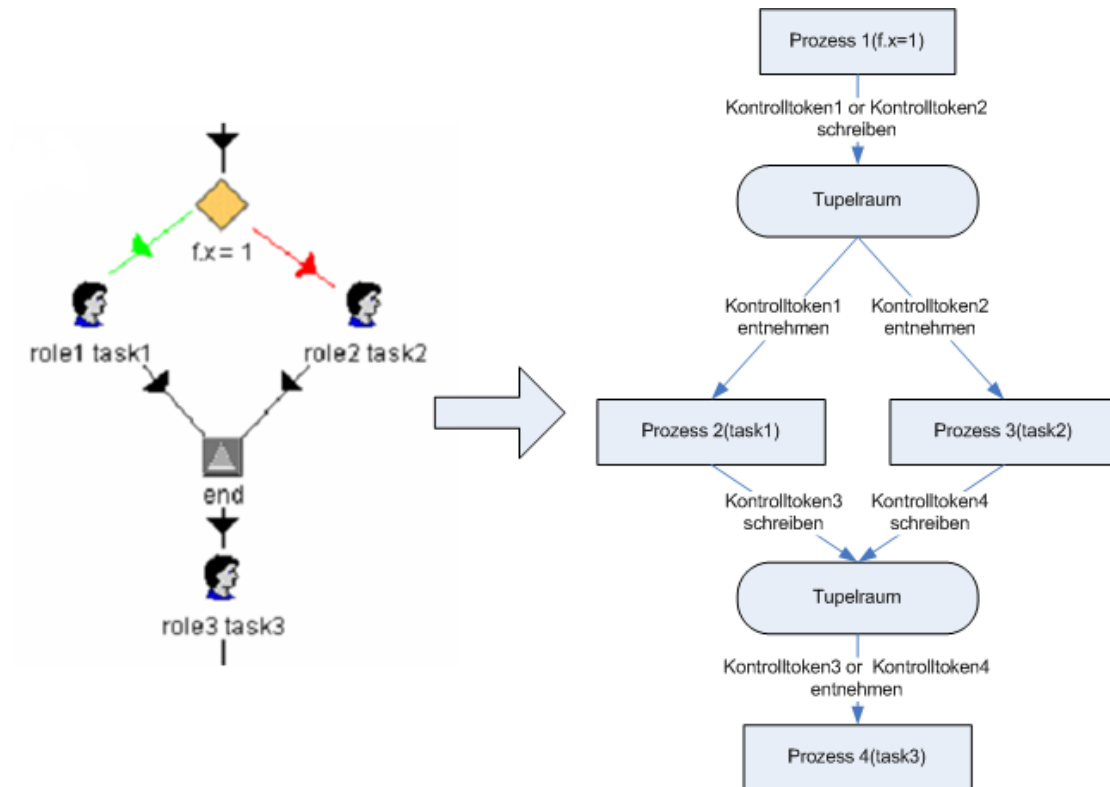 f.x = 1
role1 task1
role2 task2
end
role3 task3
Prozess 1(f.x=1)
Kontrolltoken1 or Kontrolltoken2
schreiben
Tupelraum
Kontrolltoken1
entnehmen
Kontrolltoken2
entnehmen
Prozess 2(task1)
Prozess 3(task2)
Kontrolltoken3
schreiben
Kontrolltoken4
schreiben
Tupelraum
Kontrolltoken3 or Kontrolltoken4
entnehmen
Prozess 4(task3)